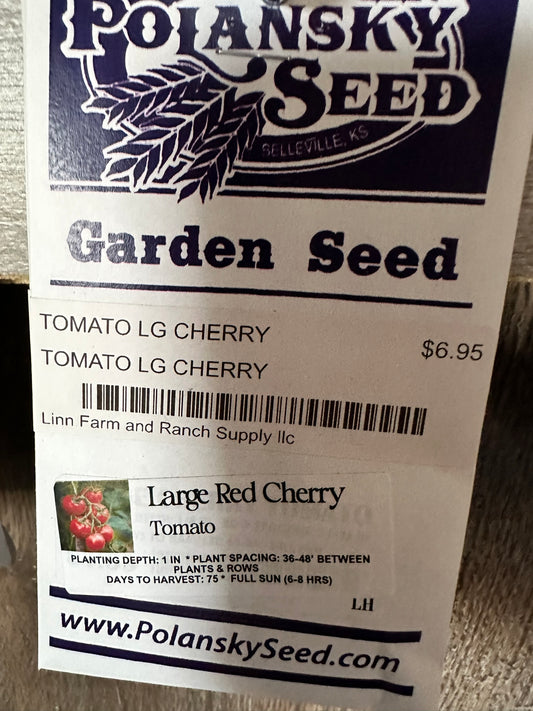 POLANSKY
SEED
BELLEVILLE, KS
Garden Seed
TOMATO LG CHERRY
$6.95
TOMATO LG CHERRY
Linn Farm and Ranch Supply llc
Large Red Cherry
Tomato
PLANTING DEPTH: 1 IN * PLANT SPACING: 36-48' BETWEEN
PLANTS & ROWS
DAYS TO HARVEST: 75 * FULL SUN (6-8 HRS)
LH
www.PolanskySeed.com